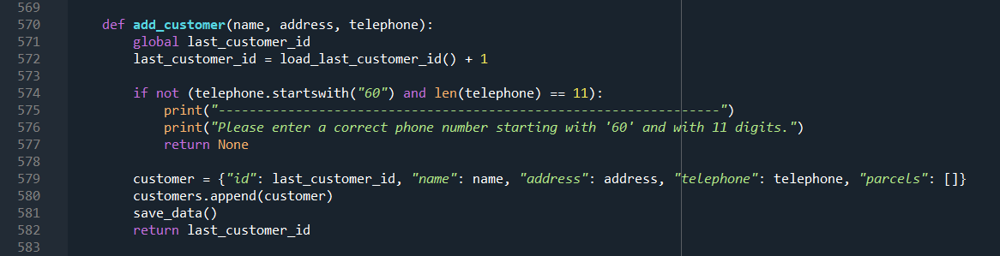 569
570 def add_customer(name, address, telephone):
571 global last_customer_id
572 last_customer_id = load_last_customer_id() + 1
573
574 if not (telephone.startswith("60") and len(telephone) == 11):
575 print("-----------------------------------------------------------------")
576 print("Please enter a correct phone number starting with '60' and with 11 digits.")
577 return None
578
579 customer = {"id": last_customer_id, "name": name, "address": address, "telephone": telephone, "parcels": []}
580 customers.append(customer)
581 save_data()
582 return last_customer_id
583